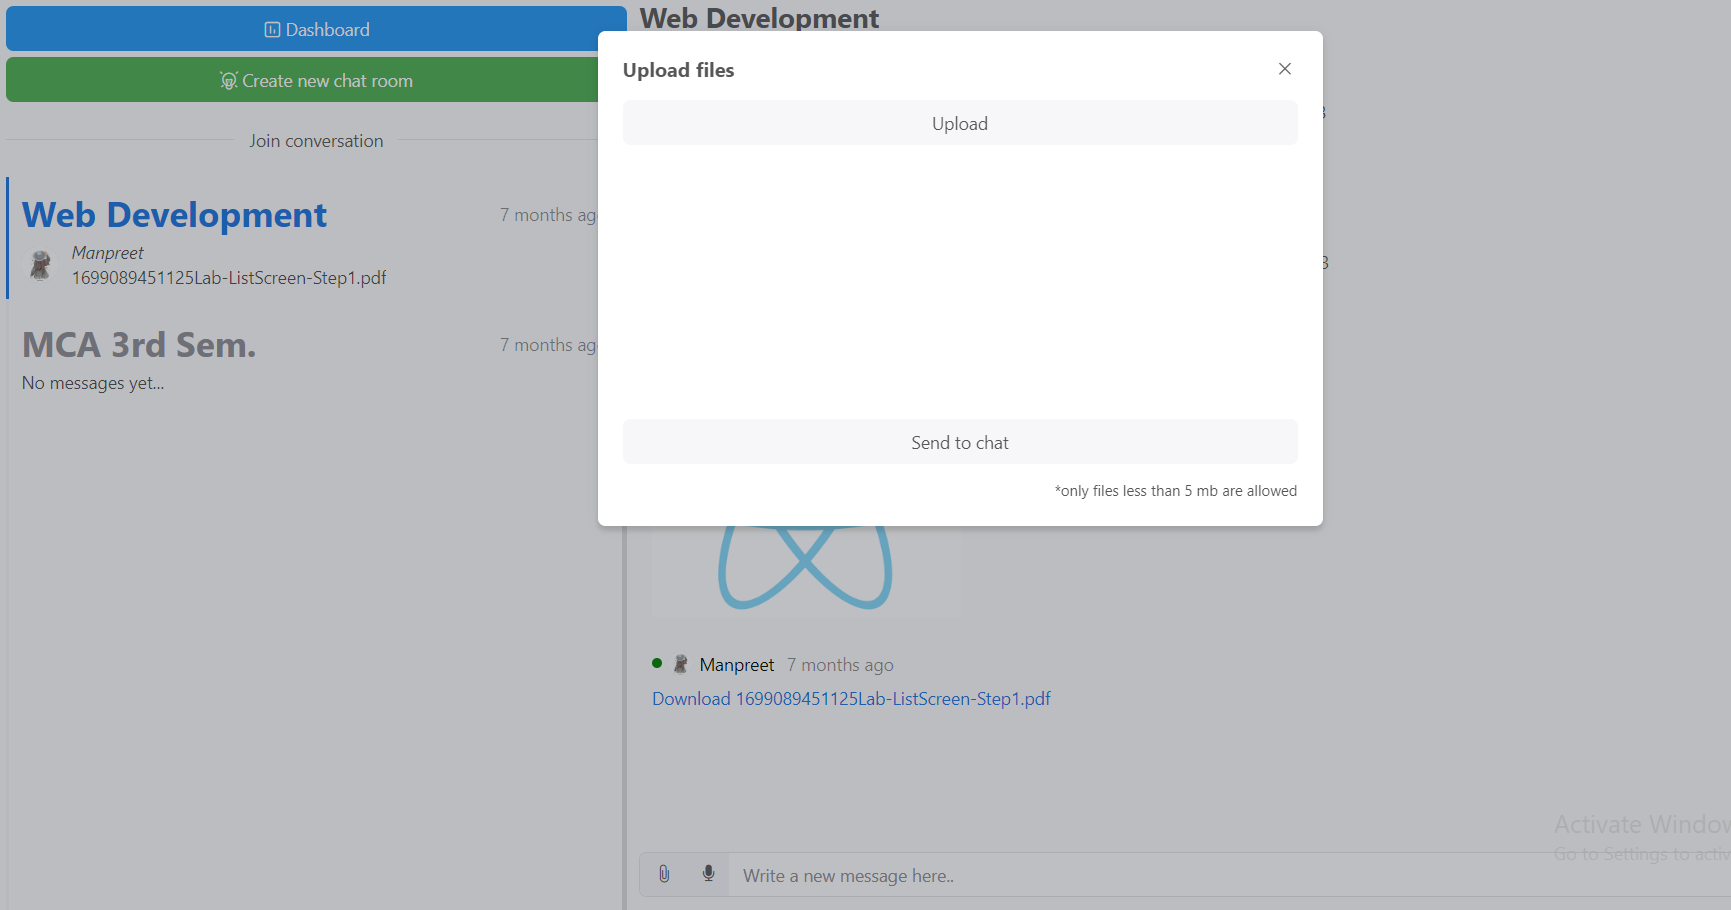 Dashboard
Create new chat room
Join conversation
Web Development
7 months ag
Manpreet
1699089451125Lab-ListScreen-Step1.pdf
MCA 3rd Sem.
7 months ag
No messages yet...
Web Development
Upload files
Upload
Send to chat
*only files less than 5 mb are allowed
Manpreet 7 months ago
Download 1699089451125Lab-ListScreen-Step1.pdf
Write a new message here..
Activate Window
Go to Settings to activ